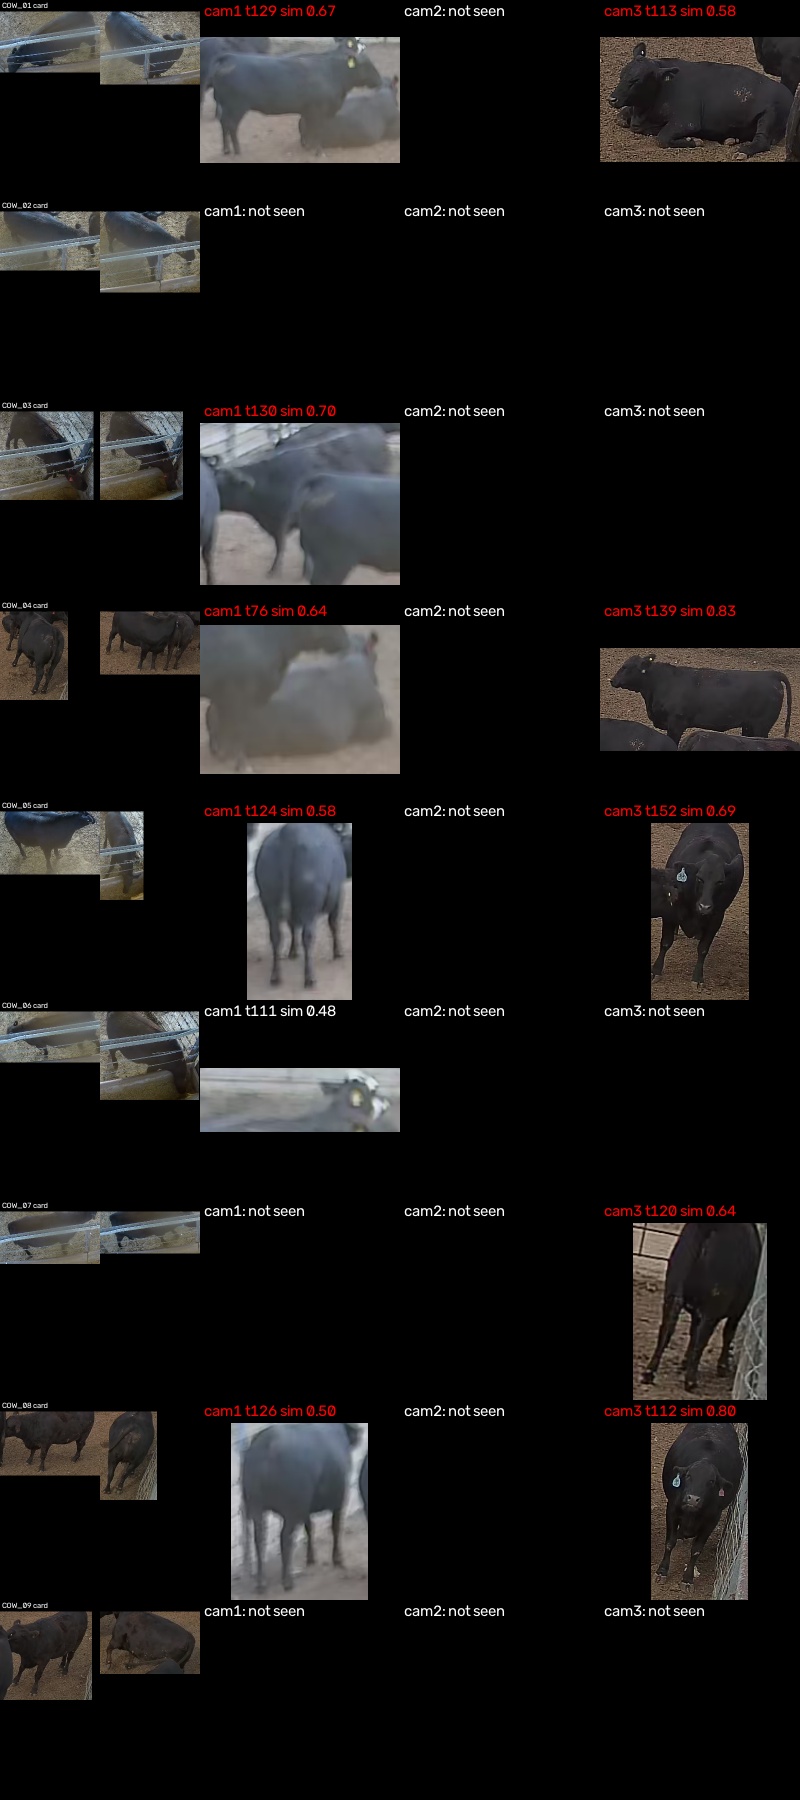 COW_01 card
cam1 t129 sim 0.67
cam2: not seen
cam3 t113 sim 0.58
COW_02 card
cam1: not seen
cam2: not seen
cam3: not seen
COW_03 card
cam1 t130 sim 0.70
cam2: not seen
cam3: not seen
COW_04 card
cam1 t76 sim 0.64
cam2: not seen
cam3 t139 sim 0.83
COW_05 card
cam1 t124 sim 0.58
cam2: not seen
cam3 t152 sim 0.69
COW_06 card
cam1 t111 sim 0.48
cam2: not seen
cam3: not seen
COW_07 card
cam1: not seen
cam2: not seen
cam3 t120 sim 0.64
COW_08 card
cam1 t126 sim 0.50
cam2: not seen
cam3 t112 sim 0.80
COW_09 card
cam1: not seen
cam2: not seen
cam3: not seen